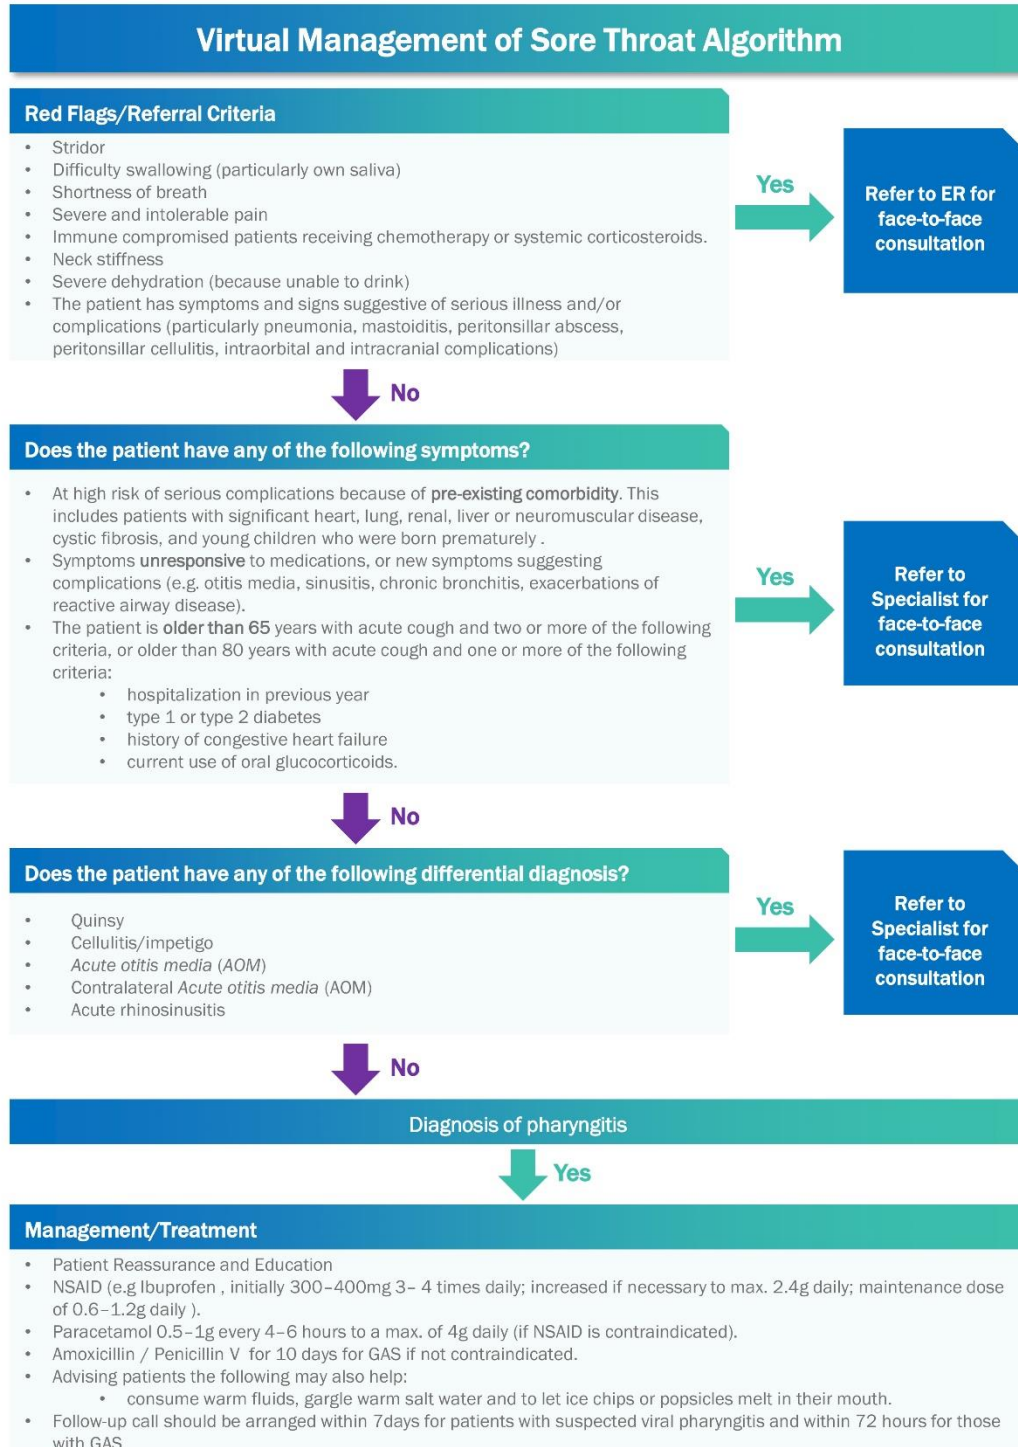 Virtual Management of Sore Throat Algorithm
Red Flags/Referral Criteria
• Stridor
• Difficulty swallowing (particularly own saliva)
• Shortness of breath
• Severe and intolerable pain
• Immune compromised patients receiving chemotherapy or systemic corticosteroids.
• Neck stiffness
• Severe dehydration (because unable to drink)
• The patient has symptoms and signs suggestive of serious illness and/or
complications (particularly pneumonia, mastoiditis, peritonsillar abscess,
peritonsillar cellulitis, intraorbital and intracranial complications)
Yes
Refer to ER for
face-to-face
consultation
No
Does the patient have any of the following symptoms?
• At high risk of serious complications because of pre-existing comorbidity. This
includes patients with significant heart, lung, renal, liver or neuromuscular disease,
cystic fibrosis, and young children who were born prematurely .
• Symptoms unresponsive to medications, or new symptoms suggesting
complications (e.g. otitis media, sinusitis, chronic bronchitis, exacerbations of
reactive airway disease).
• The patient is older than 65 years with acute cough and two or more of the following
criteria, or older than 80 years with acute cough and one or more of the following
criteria:
• hospitalization in previous year
• type 1 or type 2 diabetes
• history of congestive heart failure
• current use of oral glucocorticoids.
Yes
Refer to
Specialist for
face-to-face
consultation
No
Does the patient have any of the following differential diagnosis?
• Quinsy
• Cellulitis/impetigo
• Acute otitis media (AOM)
• Contralateral Acute otitis media (AOM)
• Acute rhinosinusitis
Yes
Refer to
Specialist for
face-to-face
consultation
No
Diagnosis of pharyngitis
Yes
Management/Treatment
• Patient Reassurance and Education
• NSAID (e.g Ibuprofen , initially 300–400mg 3– 4 times daily; increased if necessary to max. 2.4g daily; maintenance dose
of 0.6–1.2g daily ).
• Paracetamol 0.5–1g every 4–6 hours to a max. of 4g daily (if NSAID is contraindicated).
• Amoxicillin / Penicillin V for 10 days for GAS if not contraindicated.
• Advising patients the following may also help:
• consume warm fluids, gargle warm salt water and to let ice chips or popsicles melt in their mouth.
• Follow-up call should be arranged within 7days for patients with suspected viral pharyngitis and within 72 hours for those
with GAS